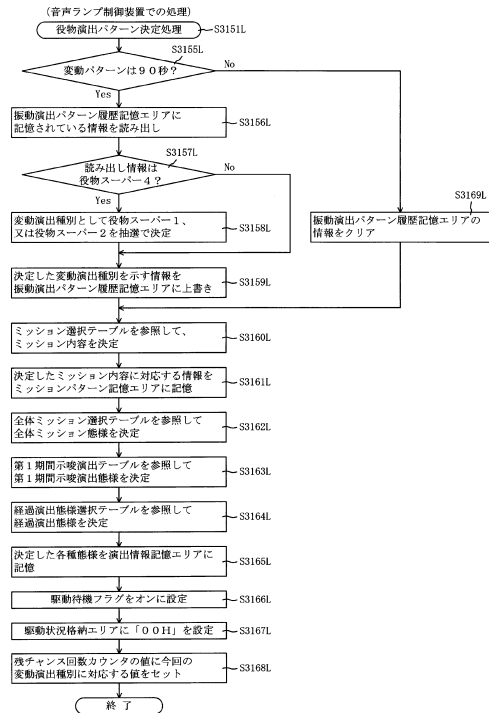 （音声ランプ制御装置での処理）
役物演出パターン決定処理
S3151L
S3155L
変動パターンは９０秒？
No
Yes
振動演出パターン履歴記憶エリアに
記憶されている情報を読み出し
S3156L
S3157L
読み出し情報は
役物スーパー４？
No
Yes
S3169L
変動演出種別として役物スーパー１、
又は役物スーパー２を抽選で決定
S3158L
振動演出パターン履歴記憶エリアの
情報をクリア
決定した変動演出種別を示す情報を
振動演出パターン履歴記憶エリアに上書き
S3159L
ミッション選択テーブルを参照して、
ミッション内容を決定
S3160L
決定したミッション内容に対応する情報を
ミッションパターン記憶エリアに記憶
S3161L
全体ミッション選択テーブルを参照して
全体ミッション態様を決定
S3162L
第１期間示唆演出テーブルを参照して
第１期間示唆演出態様を決定
S3163L
経過演出態様選択テーブルを参照して
経過演出態様を決定
S3164L
決定した各種態様を演出情報記憶エリアに
記憶
S3165L
駆動待機フラグをオンに設定
S3166L
駆動状況格納エリアに「００Ｈ」を設定
S3167L
残チャンス回数カウンタの値に今回の
変動演出種別に対応する値をセット
S3168L
終 了